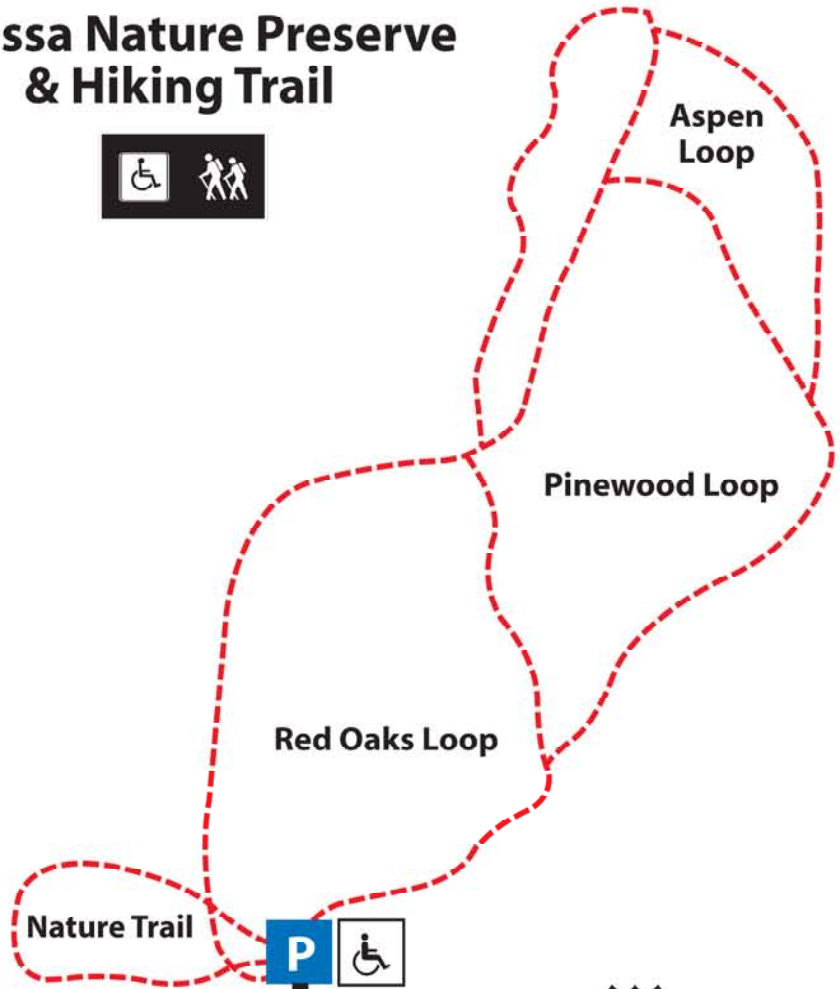 ssa Nature Preserve
& Hiking Trail
Aspen
Loop
Pinewood Loop
Red Oaks Loop
Nature Trail
P